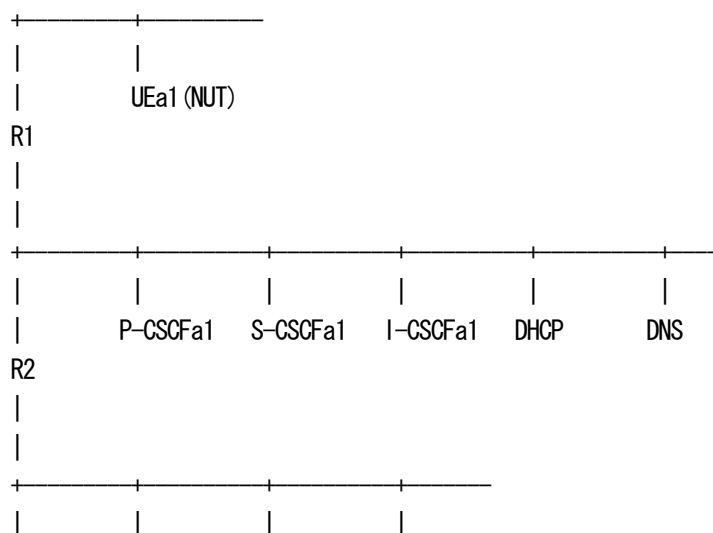 UEa1(NUT)
R1
P-CSCFa1 S-CSCFa1 I-CSCFa1 DHCP DNS
R2